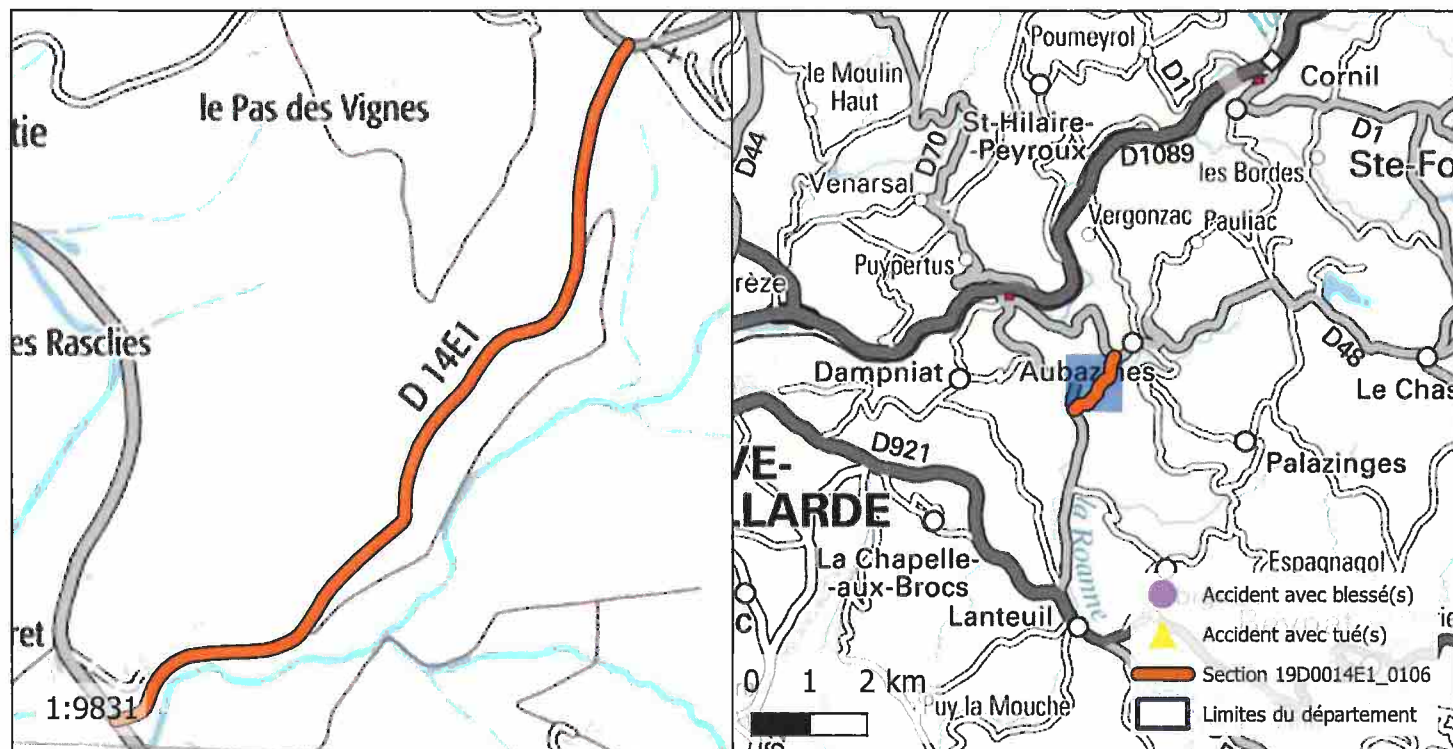 le Pas des Vignes
tie
es Rasclies
D 14E1
ret
1:9831
Poumeyrol
le Moulin
Haut
D1
Cornil
D44
D70
St-Hilaire-
-Peyroux
D1089
D1
les Bordes
Ste-Fo
Venarsal
Vergonzac
Pauliac
Puypertus
rèze
D48
Dampniat
Aubazines
Le Chas
D921
Palazinges
VE-
LLARDE
la Roanne
La Chapelle-
-aux-Brocs
Espagnagol
Lanteuil
c
Puy la Mouche
0 1 2 km
Accident avec blessé(s)
Accident avec tué(s)
Section 19D0014E1_0106
Limites du département